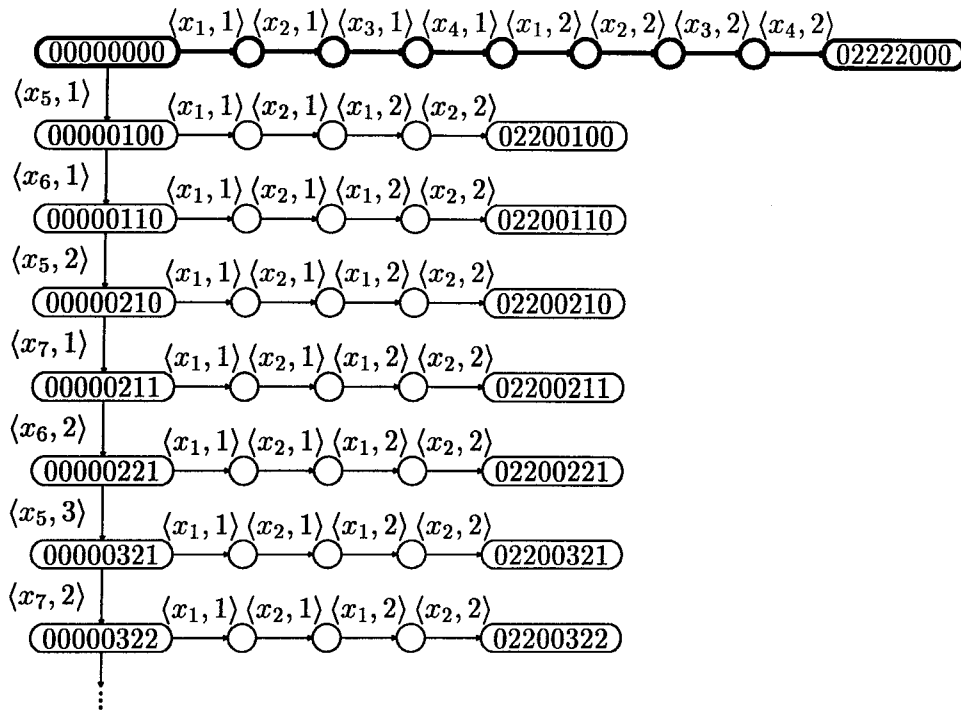 ⟨x₁, 1⟩ ⟨x₂, 1⟩ ⟨x₃, 1⟩ ⟨x₄, 1⟩ ⟨x₁, 2⟩ ⟨x₂, 2⟩ ⟨x₃, 2⟩ ⟨x₄, 2⟩
00000000 02222000
⟨x₅, 1⟩ ⟨x₁, 1⟩ ⟨x₂, 1⟩ ⟨x₁, 2⟩ ⟨x₂, 2⟩
00000100 02200100
⟨x₆, 1⟩ ⟨x₁, 1⟩ ⟨x₂, 1⟩ ⟨x₁, 2⟩ ⟨x₂, 2⟩
00000110 02200110
⟨x₅, 2⟩ ⟨x₁, 1⟩ ⟨x₂, 1⟩ ⟨x₁, 2⟩ ⟨x₂, 2⟩
00000210 02200210
⟨x₇, 1⟩ ⟨x₁, 1⟩ ⟨x₂, 1⟩ ⟨x₁, 2⟩ ⟨x₂, 2⟩
00000211 02200211
⟨x₆, 2⟩ ⟨x₁, 1⟩ ⟨x₂, 1⟩ ⟨x₁, 2⟩ ⟨x₂, 2⟩
00000221 02200221
⟨x₅, 3⟩ ⟨x₁, 1⟩ ⟨x₂, 1⟩ ⟨x₁, 2⟩ ⟨x₂, 2⟩
00000321 02200321
⟨x₇, 2⟩ ⟨x₁, 1⟩ ⟨x₂, 1⟩ ⟨x₁, 2⟩ ⟨x₂, 2⟩
00000322 02200322
⋮